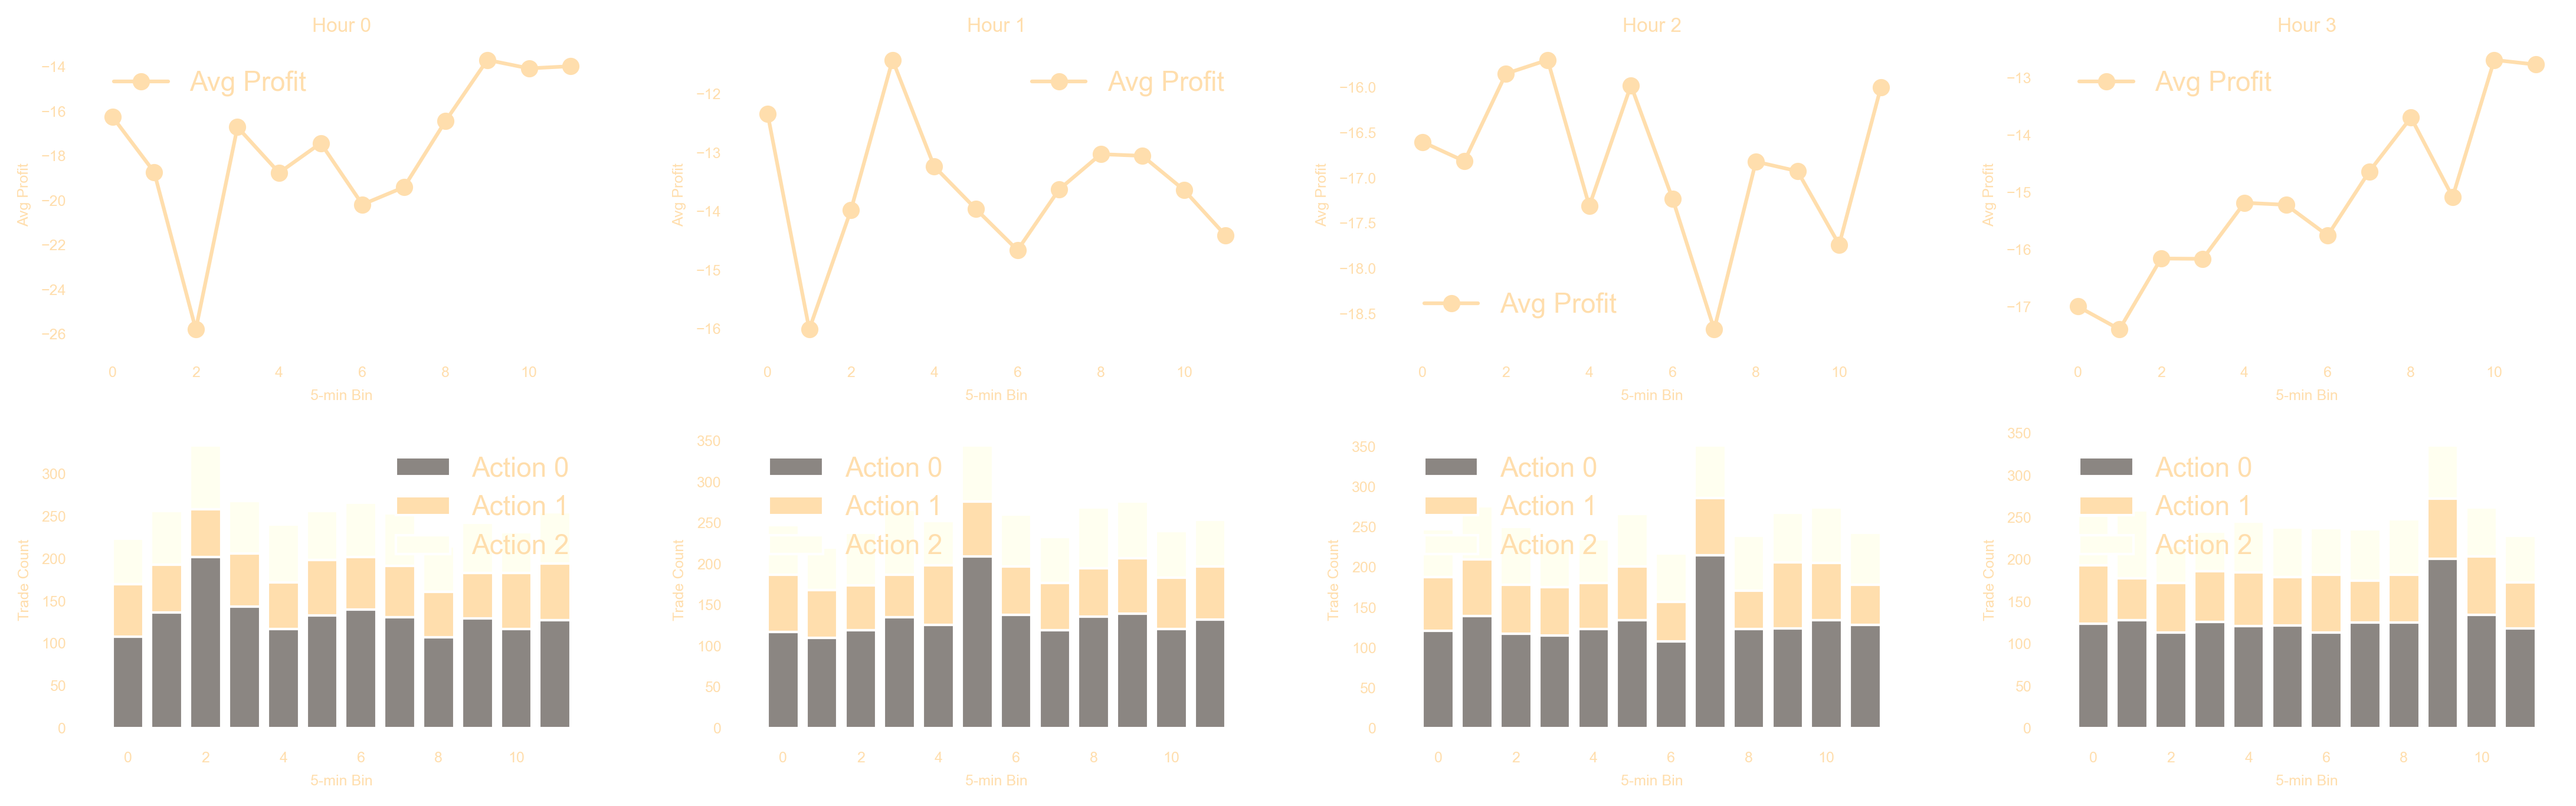 Hour 0
Avg Profit
−14
−16
−18
−20
−22
−24
−26
Avg Profit
0 2 4 6 8 10
5-min Bin
Hour 1
Avg Profit
−12
−13
−14
−15
−16
Avg Profit
0 2 4 6 8 10
5-min Bin
Hour 2
Avg Profit
−16.0
−16.5
−17.0
−17.5
−18.0
−18.5
Avg Profit
0 2 4 6 8 10
5-min Bin
Hour 3
Avg Profit
−13
−14
−15
−16
−17
Avg Profit
0 2 4 6 8 10
5-min Bin
Trade Count
300
250
200
150
100
50
0
Action 0
Action 1
Action 2
0 2 4 6 8 10
5-min Bin
Trade Count
350
300
250
200
150
100
50
0
Action 0
Action 1
Action 2
0 2 4 6 8 10
5-min Bin
Trade Count
350
300
250
200
150
100
50
0
Action 0
Action 1
Action 2
0 2 4 6 8 10
5-min Bin
Trade Count
350
300
250
200
150
100
50
0
Action 0
Action 1
Action 2
0 2 4 6 8 10
5-min Bin